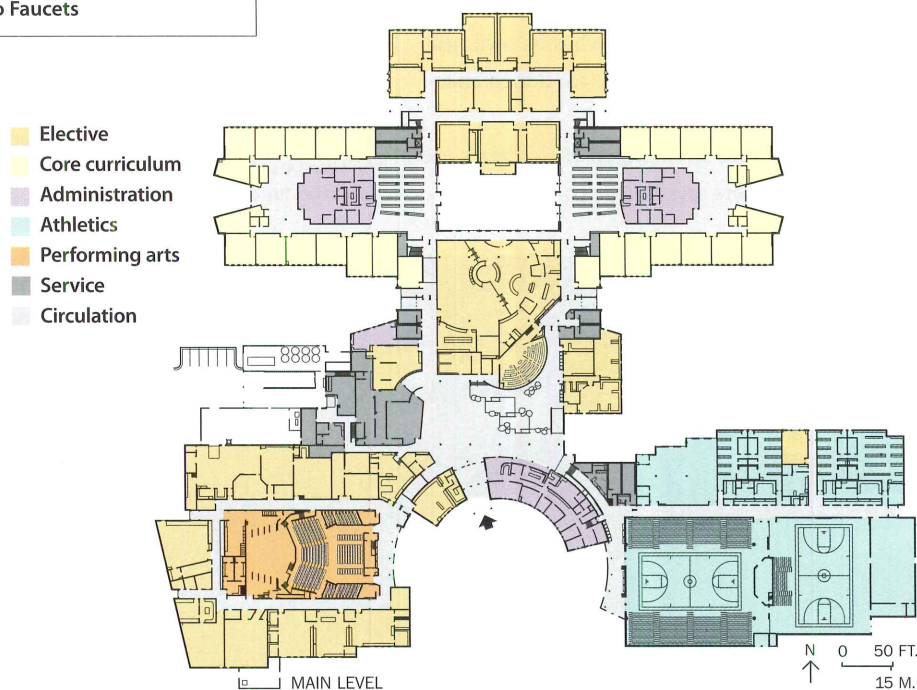 Faucets
Elective
Core curriculum
Administration
Athletics
Performing arts
Service
Circulation
MAIN LEVEL
N
0 50 FT.
15 M.